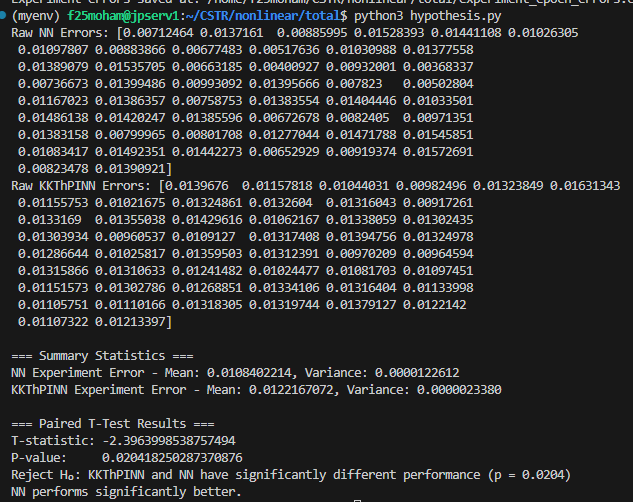 Experiment errors saved at: /home/f25moham/CSTR/nonlinear/total/experiment_epoch_errors.c
(myenv) f25moham@jpserv1:~/CSTR/nonlinear/total$ python3 hypothesis.py
Raw NN Errors: [0.00712464 0.0137161  0.00885995 0.01528393 0.01441108 0.01026305
 0.01097807 0.00883866 0.00677483 0.00517636 0.01030988 0.01377558
 0.01389079 0.01535705 0.00663185 0.00400927 0.00932001 0.00368337
 0.00736673 0.01399486 0.00993092 0.01395666 0.007823   0.00502804
 0.01167023 0.01386357 0.00758753 0.01383554 0.01404446 0.01033501
 0.01486138 0.01420247 0.01385596 0.00672678 0.0082405  0.00971351
 0.01383158 0.00799965 0.00801708 0.01277044 0.01471788 0.01545851
 0.01083417 0.01492351 0.01442273 0.00652929 0.00919374 0.01572691
 0.00823478 0.01390921]
Raw KKThPINN Errors: [0.0139676  0.01157818 0.01044031 0.00982496 0.01323849 0.01631343
 0.01155753 0.01021675 0.01324861 0.0132604  0.01316043 0.00917261
 0.0133169  0.01355038 0.01429616 0.01062167 0.01338059 0.01302435
 0.01303934 0.00960537 0.0109127  0.01317408 0.01394756 0.01324978
 0.01286644 0.01025817 0.01359503 0.01312391 0.00970209 0.00964594
 0.01315866 0.01310633 0.01241482 0.01024477 0.01081703 0.01097451
 0.01151573 0.01302786 0.01268851 0.01334106 0.01316404 0.01133998
 0.01105751 0.01110166 0.01318305 0.01319744 0.01379127 0.0122142
 0.01107322 0.01213397]
=== Summary Statistics ===
NN Experiment Error - Mean: 0.0108402214, Variance: 0.0000122612
KKThPINN Experiment Error - Mean: 0.0122167072, Variance: 0.0000023380
=== Paired T-Test Results ===
T-statistic: -2.3963998538757494
P-value:     0.020418250287370876
Reject H₀: KKThPINN and NN have significantly different performance (p = 0.0204)
NN performs significantly better.